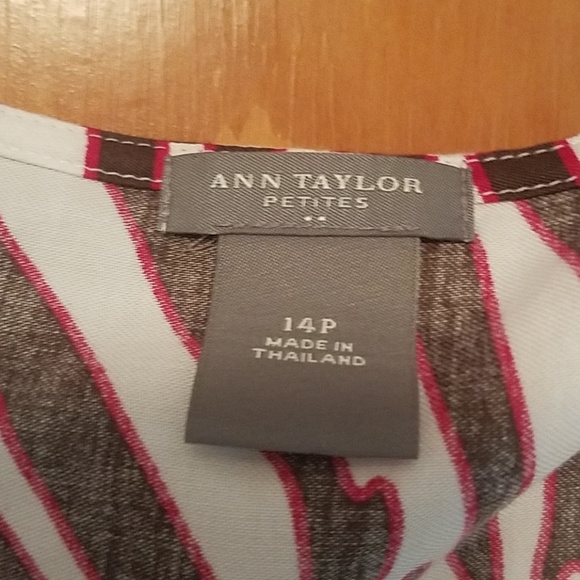 ANN TAYLOR
PETITES
14P
MADE IN
THAILAND